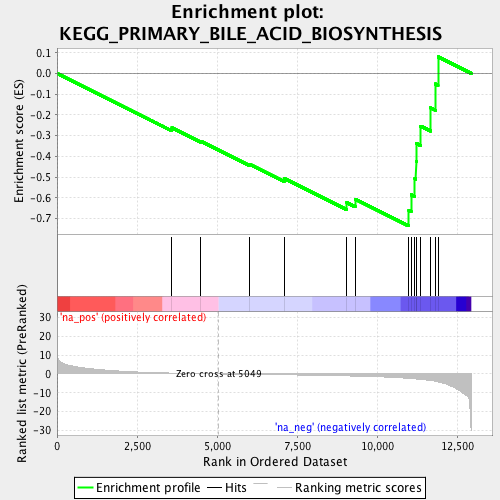 Enrichment plot:
KEGG_PRIMARY_BILE_ACID_BIOSYNTHESIS
Enrichment score (ES)
0.1
0.0
-0.1
-0.2
-0.3
-0.4
-0.5
-0.6
-0.7
'na_pos' (positively correlated)
Ranked list metric (PreRanked)
30
20
10
0
-10
-20
-30
Zero cross at 5049
'na_neg' (negatively correlated)
0 2,500 5,000 7,500 10,000 12,500
Rank in Ordered Dataset
Enrichment profile Hits Ranking metric scores